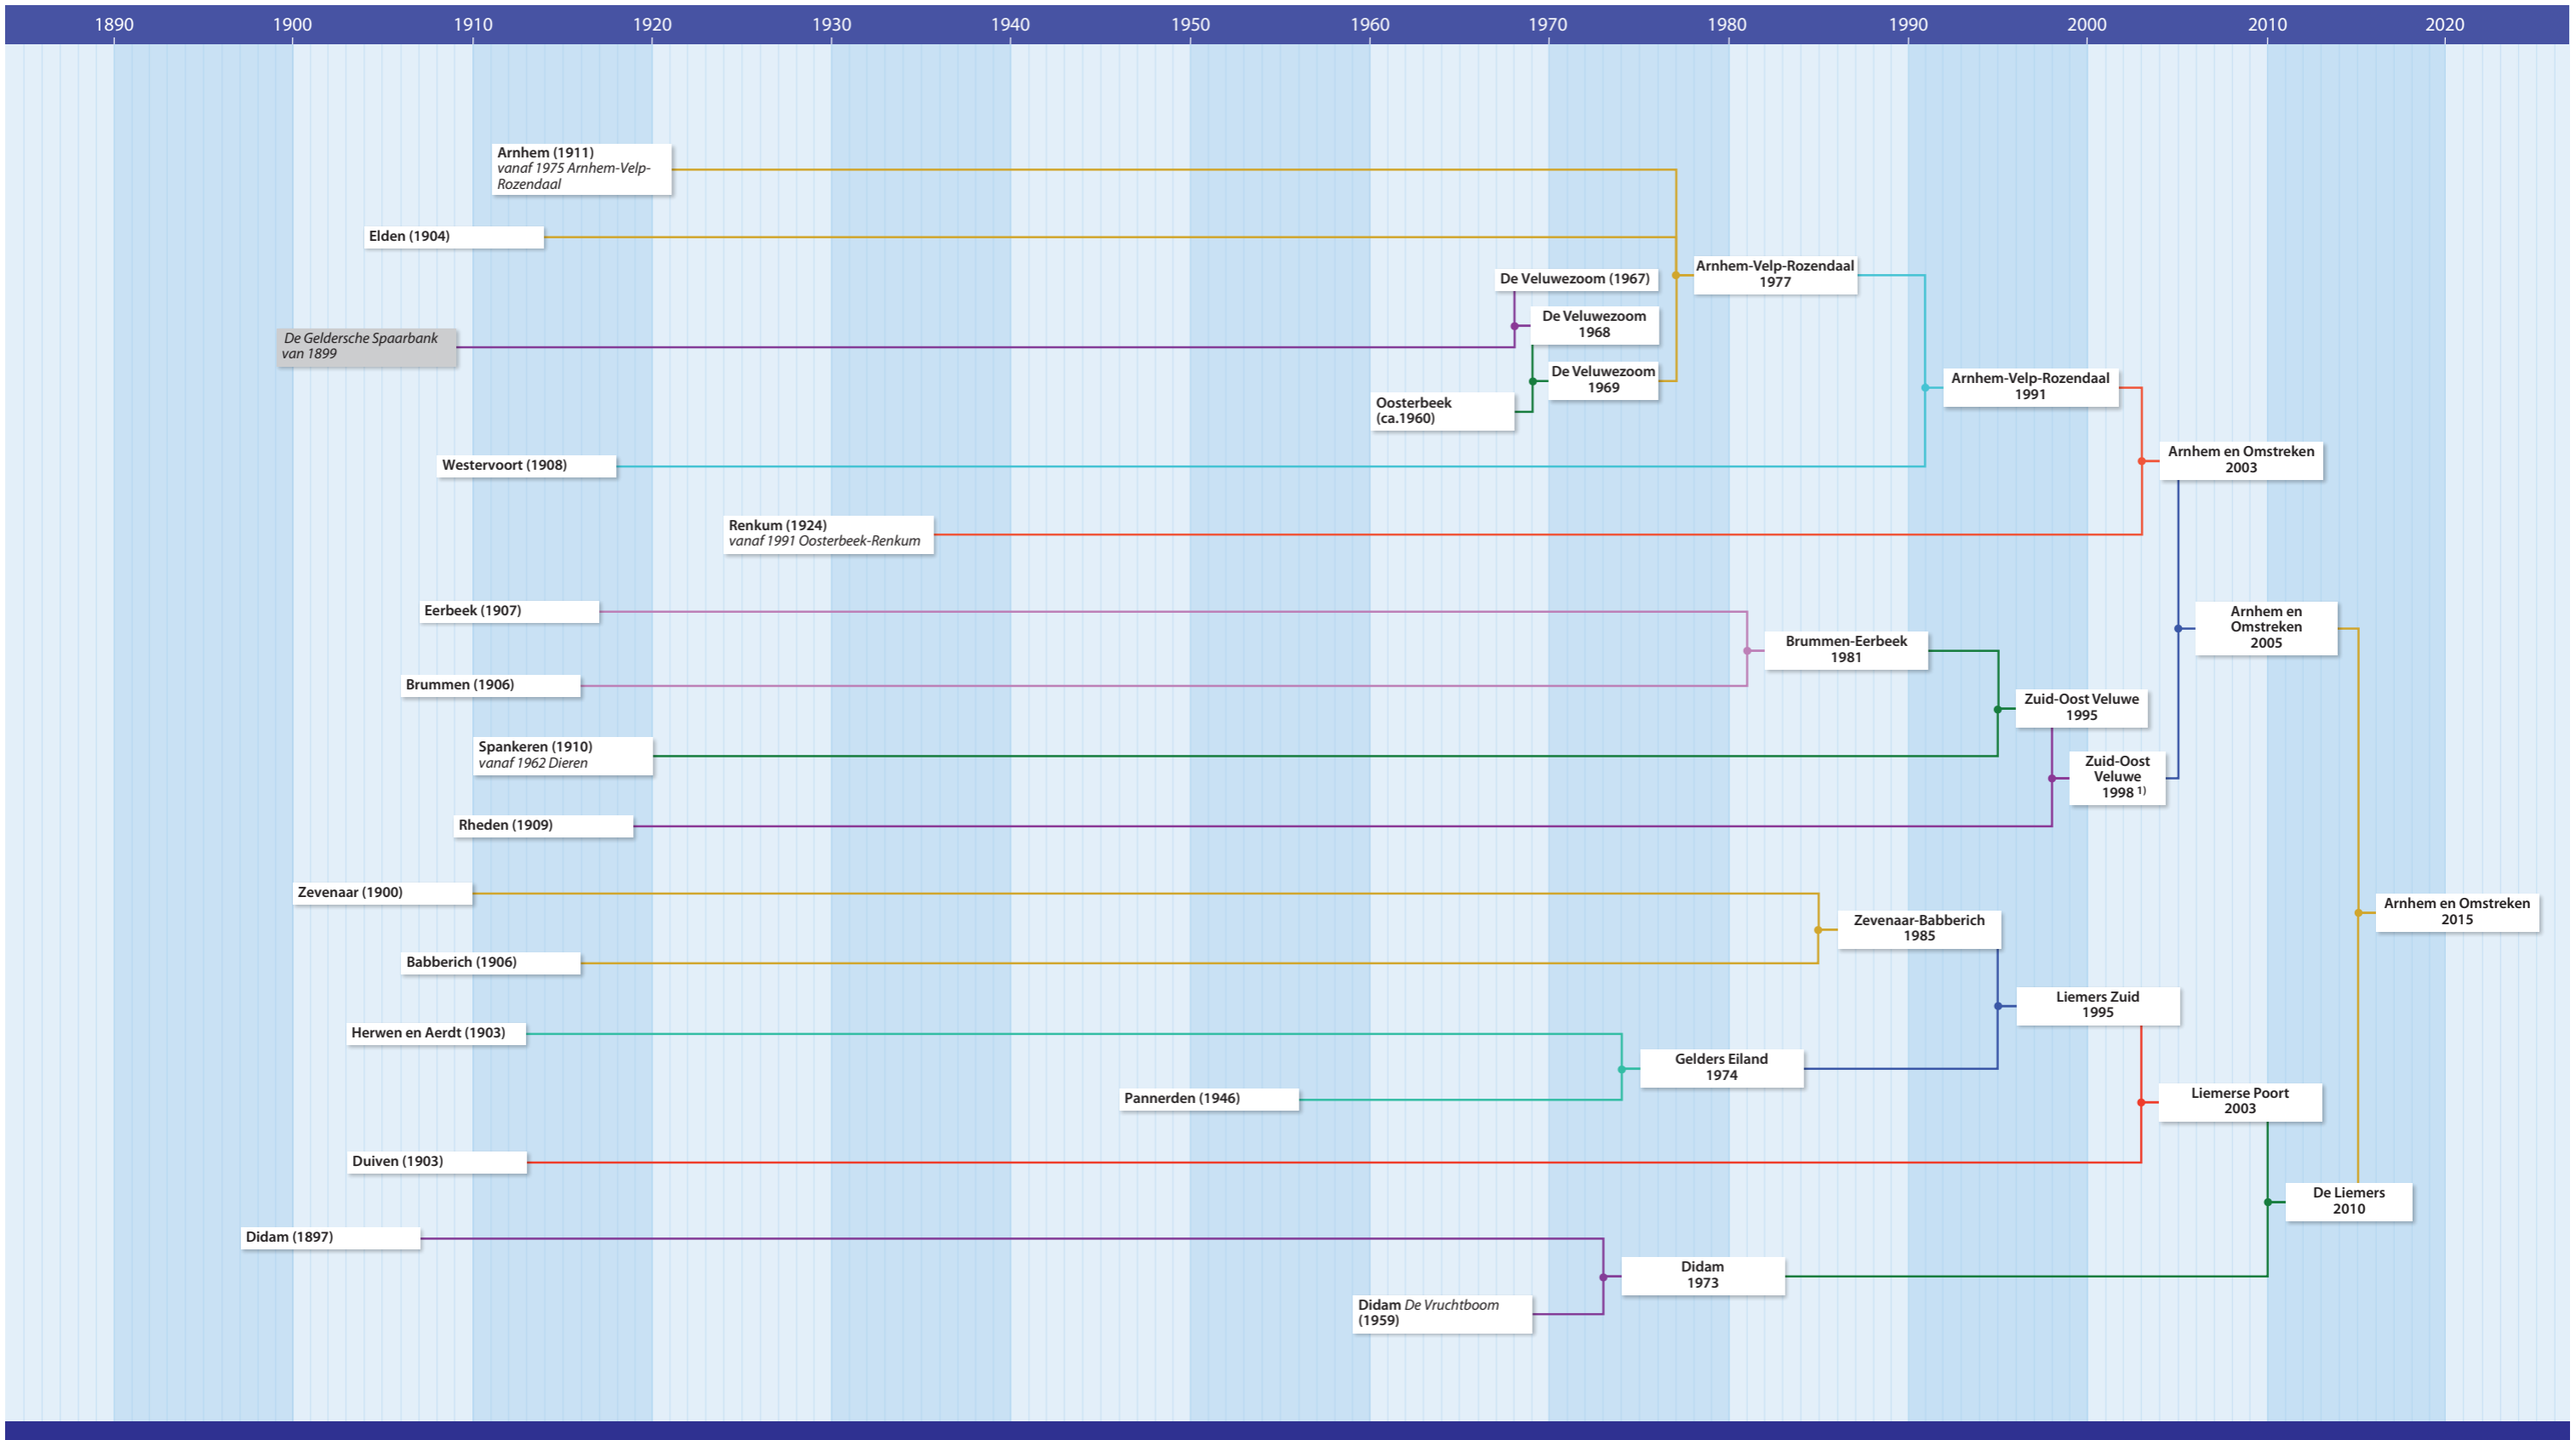 1890 1900 1910 1920 1930 1940 1950 1960 1970 1980 1990 2000 2010 2020
Arnhem (1911)
vanaf 1975 Arnhem-Velp-
Rozendaal
Elden (1904)
De Veluwezoom (1967)
Arnhem-Velp-Rozendaal
1977
De Veluwezoom
1968
De Geldersche Spaarbank
van 1899
De Veluwezoom
1969
Arnhem-Velp-Rozendaal
1991
Oosterbeek
(ca.1960)
Westervoort (1908)
Arnhem en Omstreken
2003
Renkum (1924)
vanaf 1991 Oosterbeek-Renkum
Eerbeek (1907)
Arnhem en
Omstreken
2005
Brummen-Eerbeek
1981
Brummen (1906)
Zuid-Oost Veluwe
1995
Spankeren (1910)
vanaf 1962 Dieren
Zuid-Oost
Veluwe
1998 1)
Rheden (1909)
Zevenaar (1900)
Arnhem en Omstreken
2015
Zevenaar-Babberich
1985
Babberich (1906)
Liemers Zuid
1995
Herwen en Aerdt (1903)
Gelders Eiland
1974
Pannerden (1946)
Liemerse Poort
2003
Duiven (1903)
De Liemers
2010
Didam (1897)
Didam
1973
Didam De Vruchtboom
(1959)